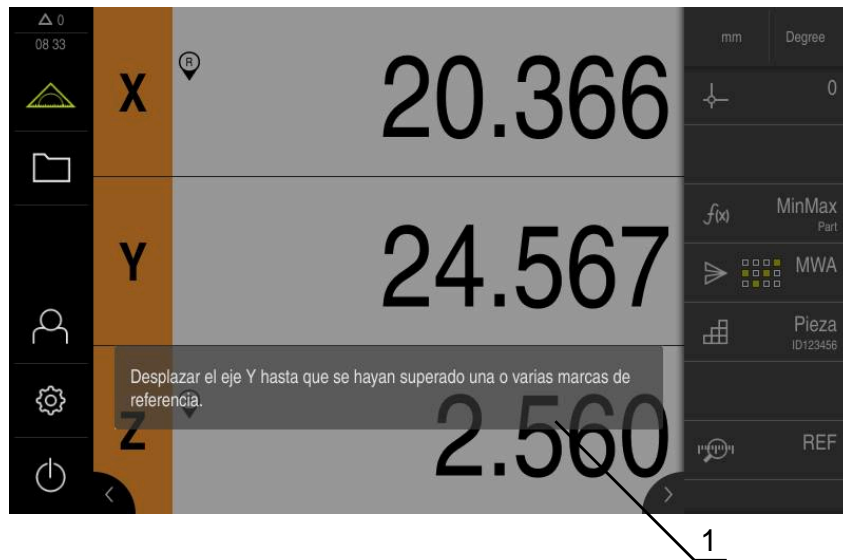 0
08 33
mm
Degree
X
R
20.366
0
f(x)
MinMax
Part
Y
24.567
MWA
Pieza
ID123456
Desplazar el eje Y hasta que se hayan superado una o varias marcas de
referencia.
Z
2.560
REF
1